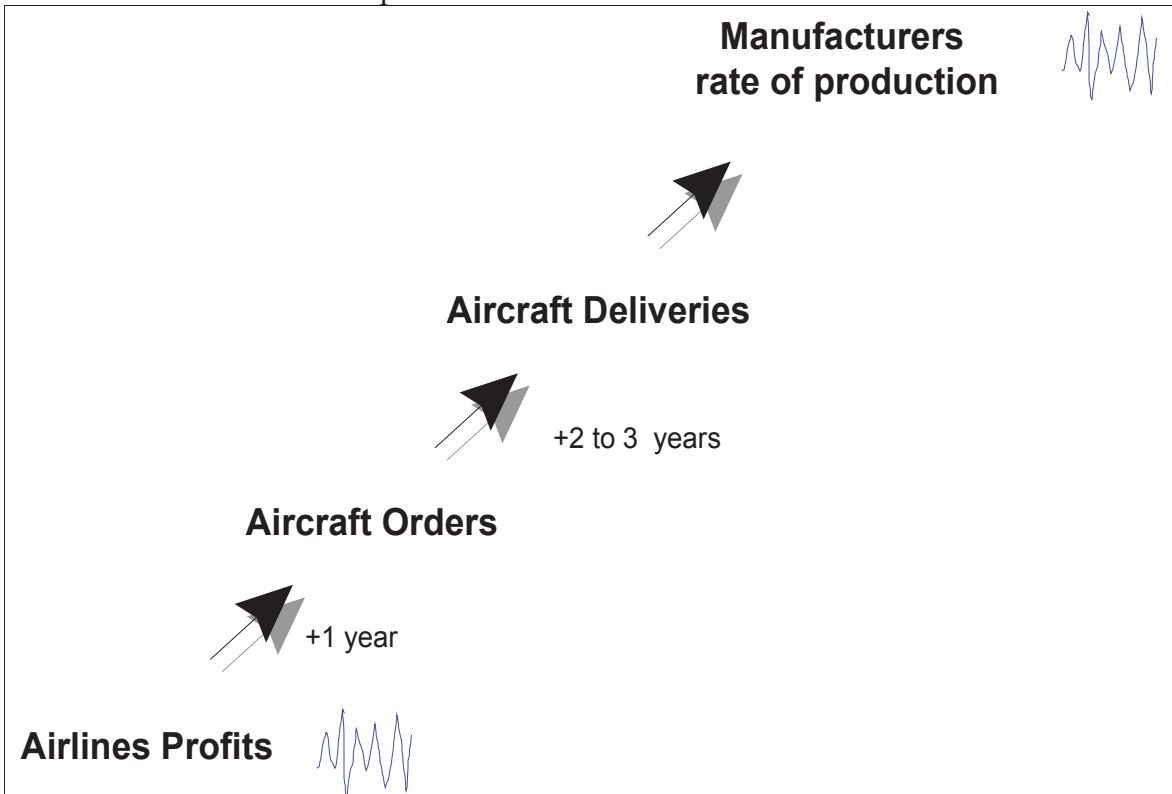 Manufacturers
rate of production
Aircraft Deliveries
+2 to 3 years
Aircraft Orders
+1 year
Airlines Profits